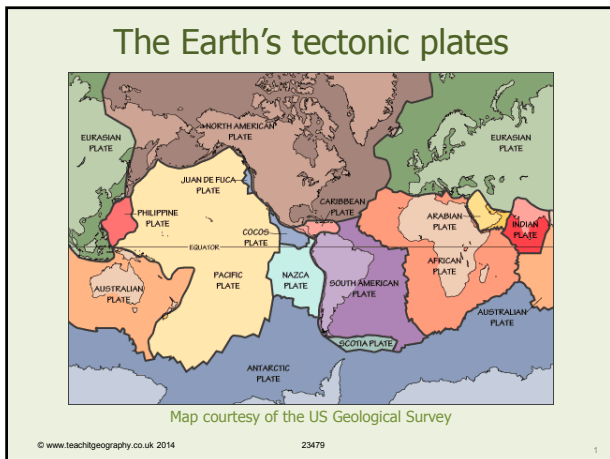 The Earth's tectonic plates
NORTH AMERICAN
PLATE
EURASIAN
PLATE
EURASIAN
PLATE
JUAN DE FUCA
PLATE
CARIBBEAN
PLATE
PHILIPPINE
PLATE
ARABIAN
PLATE
INDIAN
PLATE
COCOS
PLATE
EQUATOR
AUSTRALIAN
PLATE
PACIFIC
PLATE
NAZCA
PLATE
SOUTH AMERICAN
PLATE
AFRICAN
PLATE
AUSTRALIAN
PLATE
SCOTIA PLATE
ANTARCTIC
PLATE
Map courtesy of the US Geological Survey
© www.teachitgeography.co.uk 2014 23479 1